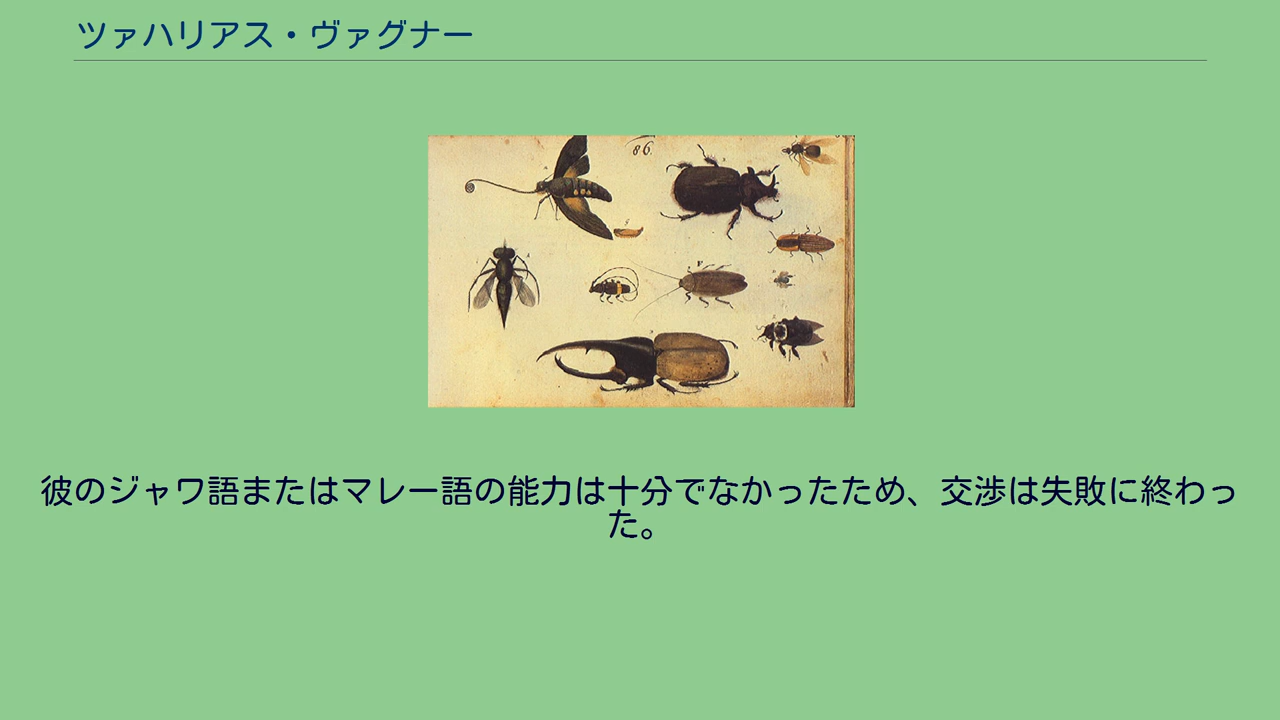 ツァハリアス・ヴァグナー
86.
彼のジャワ語またはマレー語の能力は十分でなかったため、交渉は失敗に終わっ
た。